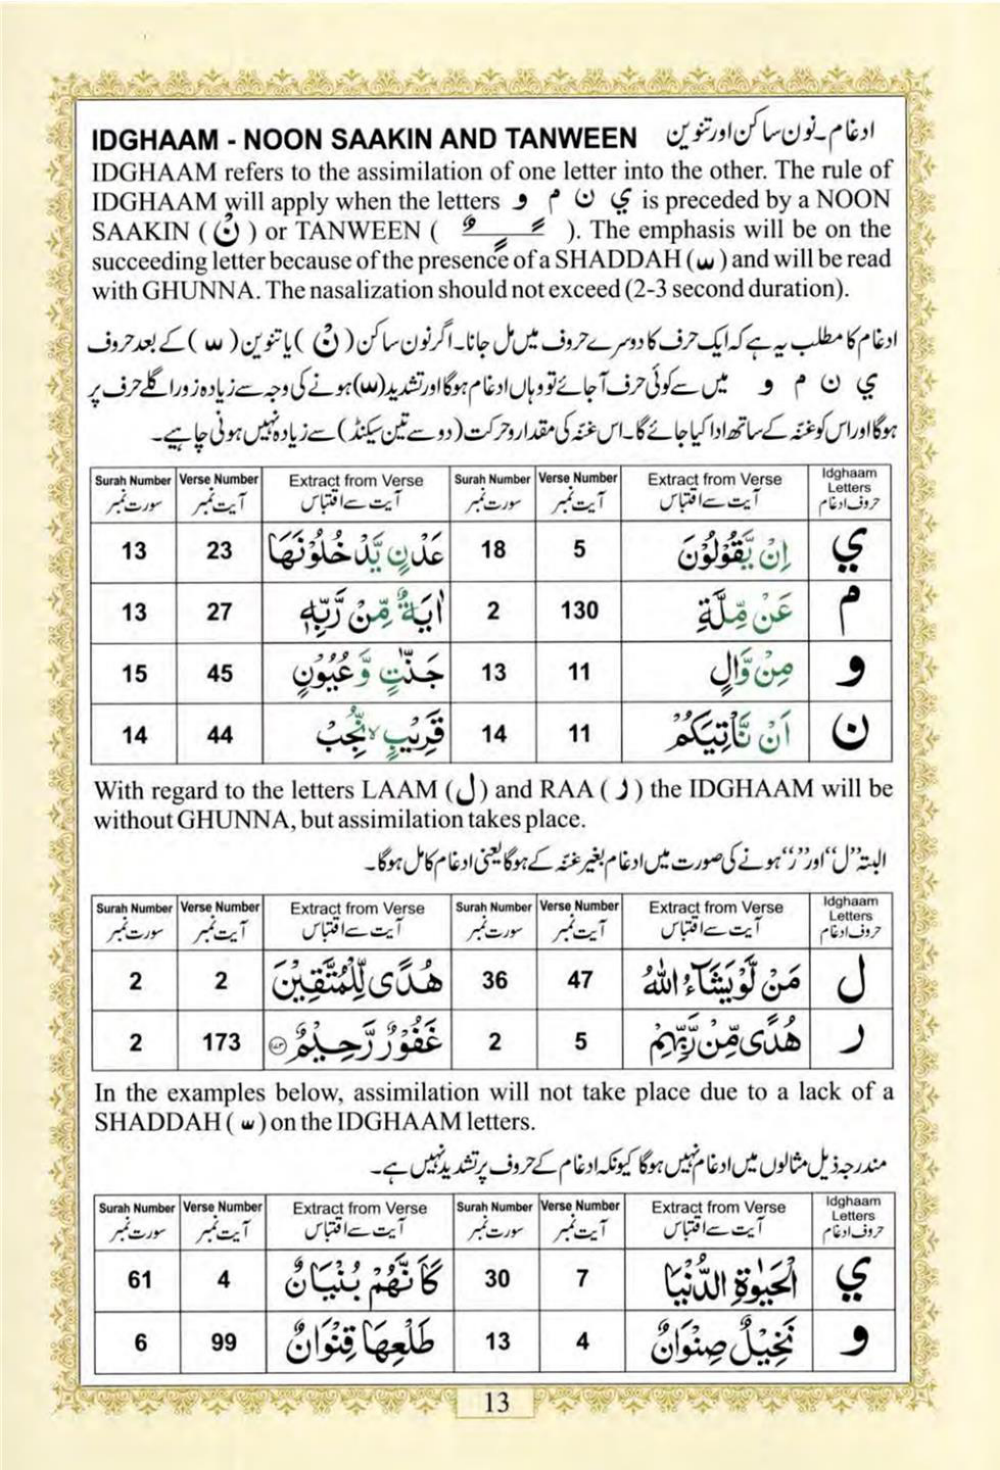 IDGHAAM - NOON SAAKIN AND TANWEEN ادغام۔نون ساکن اور تنوین
IDGHAAM refers to the assimilation of one letter into the other. The rule of
IDGHAAM will apply when the letters ي ن م و is preceded by a NOON
SAAKIN ( نْ ) or TANWEEN ( ــًـ ــٍـ ــٌـ ). The emphasis will be on the
succeeding letter because of the presence of a SHADDAH ( ّ ) and will be read
with GHUNNA. The nasalization should not exceed (2-3 second duration).
ادغام کا مطلب یہ ہے کہ ایک حرف کا دوسرے حروف میں مل جانا۔اگر نون ساکن ( نْ ) یا تنوین ( ّ ) کے بعد حروف
ي ن م و میں سے کوئی حرف آ جائے تو وہاں ادغام ہوگا اور تشدید( ّ )ہونے کی وجہ سے زیادہ زور اگلے حرف پر
ہوگا اور اس کو غنّہ کے ساتھ ادا کیا جائے گا۔اس غنّہ کی مقدار دو حرکت (دو سے تین سیکنڈ) سے زیادہ نہیں ہونی چاہیے۔
Surah Number Verse Number Extract from Verse Surah Number Verse Number Extract from Verse Idghaam Letters
سورت نمبر آیت نمبر آیت سے اقتباس سورت نمبر آیت نمبر آیت سے اقتباس حروف ادغام
13 23 عَدْنٍ يَّدْخُلُوْنَهَا 18 5 اِنْ يَّقُوْلُوْنَ ي
13 27 اٰيَةٌ مِّنْ رَّبِّهٖ 2 130 عَنْ مِّلَّةِ م
15 45 جَنّٰتٍ وَّعُيُوْنٍ 13 11 مِنْ وَّالٍ و
14 44 قَرِيْبٍ ۙ نُّجِبْ 14 11 اَنْ نَّاْتِيَكُمْ ن
With regard to the letters LAAM ( ل ) and RAA ( ر ) the IDGHAAM will be
without GHUNNA, but assimilation takes place.
البتہ”ل“اور”ر“ہونے کی صورت میں ادغام بغیر غنّہ کے ہوگا یعنی ادغام کامل ہوگا۔
Surah Number Verse Number Extract from Verse Surah Number Verse Number Extract from Verse Idghaam Letters
سورت نمبر آیت نمبر آیت سے اقتباس سورت نمبر آیت نمبر آیت سے اقتباس حروف ادغام
2 2 هُدًى لِّلْمُتَّقِيْنَ 36 47 مَنْ لَّوْ يَشَآءُ اللّٰهُ ل
2 173 غَفُوْرٌ رَّحِيْمٌ ۝۱۷۳ 2 5 هُدًى مِّنْ رَّبِّهِمْ ر
In the examples below, assimilation will not take place due to a lack of a
SHADDAH ( ّ ) on the IDGHAAM letters.
مندرجہ ذیل مثالوں میں ادغام نہیں ہوگا کیونکہ ادغام کے حروف پر تشدید نہیں ہے۔
Surah Number Verse Number Extract from Verse Surah Number Verse Number Extract from Verse Idghaam Letters
سورت نمبر آیت نمبر آیت سے اقتباس سورت نمبر آیت نمبر آیت سے اقتباس حروف ادغام
61 4 كَاَنَّهُمْ بُنْيَانٌ 30 7 الْحَيٰوةِ الدُّنْيَا ي
6 99 طَلْعِهَا قِنْوَانٌ 13 4 نَخِيْلٌ صِنْوَانٌ و
13